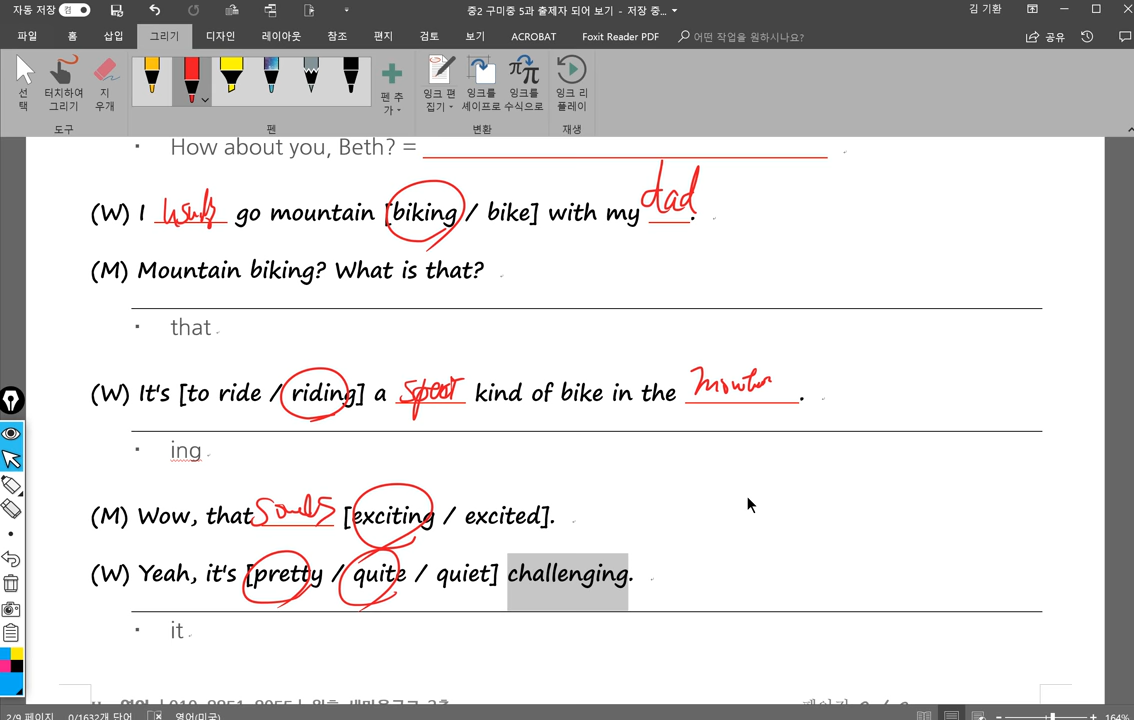 자동 저장 끔 중2 구미중 5과 출제자 되어 보기 - 저장 중... 김 기환
파일 홈 삽입 그리기 디자인 레이아웃 참조 편지 검토 보기 ACROBAT Foxit Reader PDF 어떤 작업을 원하시나요? 공유
선택 터치하여 그리기 지우개 펜 추가 잉크 편집기 잉크를 셰이프로 잉크를 수식으로 잉크 리플레이
도구 펜 변환 재생
How about you, Beth? =
(W) I go mountain [biking / bike] with my dad.
(M) Mountain biking? What is that?
that
(W) It's [to ride / riding] a kind of bike in the .
ing
(M) Wow, that sounds [exciting / excited].
(W) Yeah, it's [pretty / quite / quiet] challenging.
it
2/9 페이지 0/1632개 단어 영어(미국) 164%